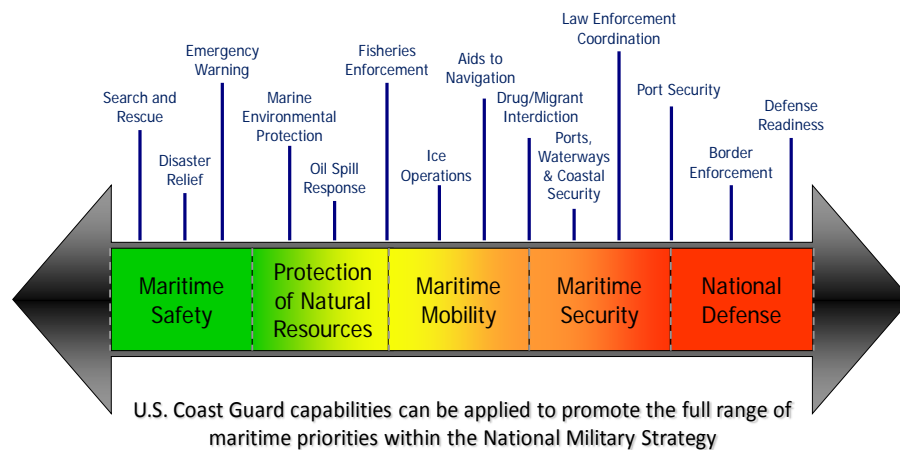 Search and
Rescue
Disaster
Relief
Emergency
Warning
Marine
Environmental
Protection
Oil Spill
Response
Fisheries
Enforcement
Ice
Operations
Aids to
Navigation
Drug/Migrant
Interdiction
Ports,
Waterways
& Coastal
Security
Law Enforcement
Coordination
Port Security
Border
Enforcement
Defense
Readiness
Maritime
Safety
Protection
of Natural
Resources
Maritime
Mobility
Maritime
Security
National
Defense
U.S. Coast Guard capabilities can be applied to promote the full range of
maritime priorities within the National Military Strategy